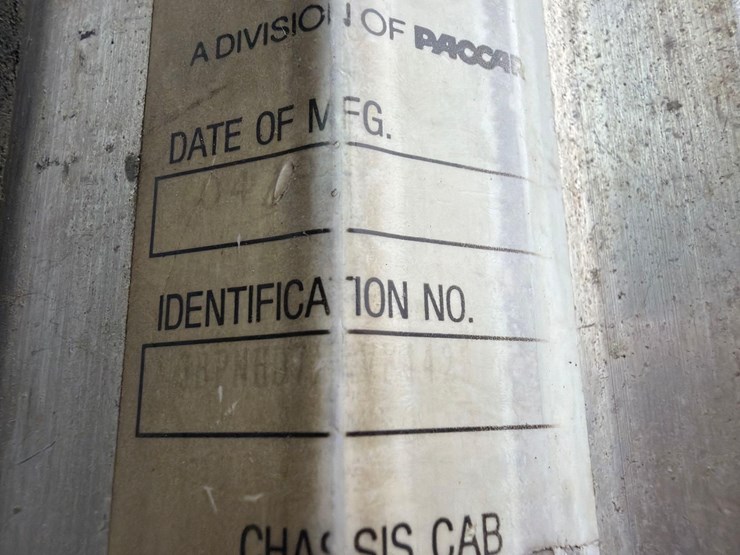 A DIVISION OF PACCAR
DATE OF MFG.
IDENTIFICATION NO.
CHASSIS CAB